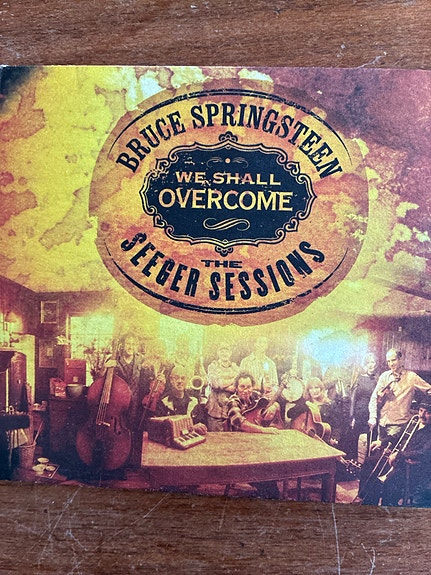 BRUCE SPRINGSTEEN
WE SHALL
OVERCOME
THE
SEEGER SESSIONS